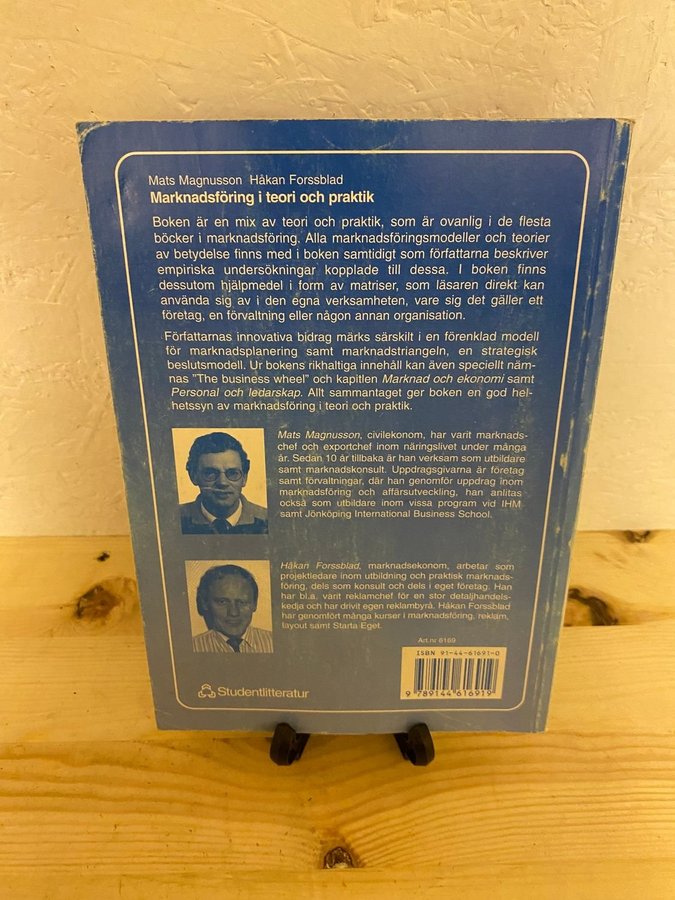 Mats Magnusson Håkan Forssblad
Marknadsföring i teori och praktik
Boken är en mix av teori och praktik, som är ovanlig i de flesta
böcker i marknadsföring. Alla marknadsföringsmodeller och teorier
av betydelse finns med i boken samtidigt som författarna beskriver
empiriska undersökningar kopplade till dessa. I boken finns
dessutom hjälpmedel i form av matriser, som läsaren direkt kan
använda sig av i den egna verksamheten, vare sig det gäller ett
företag, en förvaltning eller någon annan organisation.
Författarnas innovativa bidrag märks särskilt i en förenklad modell
för marknadsplanering samt marknadstriangeln, en strategisk
beslutsmodell. Ur bokens rikhaltiga innehåll kan även speciellt näm-
nas "The business wheel" och kapitlen Marknad och ekonomi samt
Personal och ledarskap. Allt sammantaget ger boken en god hel-
hetssyn av marknadsföring i teori och praktik.
Mats Magnusson, civilekonom, har varit marknads-
chef och exportchef inom näringslivet under många
år. Sedan 10 år tillbaka är han verksam som utbildare
samt marknadskonsult. Uppdragsgivarna är företag
samt förvaltningar, där han genomför uppdrag inom
marknadsföring och affärsutveckling, han anlitas
också som utbildare inom vissa program vid IHM
samt Jönköping International Business School.
Håkan Forssblad, marknadsekonom, arbetar som
projektledare inom utbildning och praktisk marknads-
föring, dels som konsult och dels i eget företag. Han
har bl.a. varit reklamchef för en stor detaljhandels-
kedja och har drivit egen reklambyrå. Håkan Forssblad
har genomfört många kurser i marknadsföring, reklam,
layout samt Starta Eget.
Art.nr 6169
ISBN 91-44-61691-0
9 789144 616919
Studentlitteratur